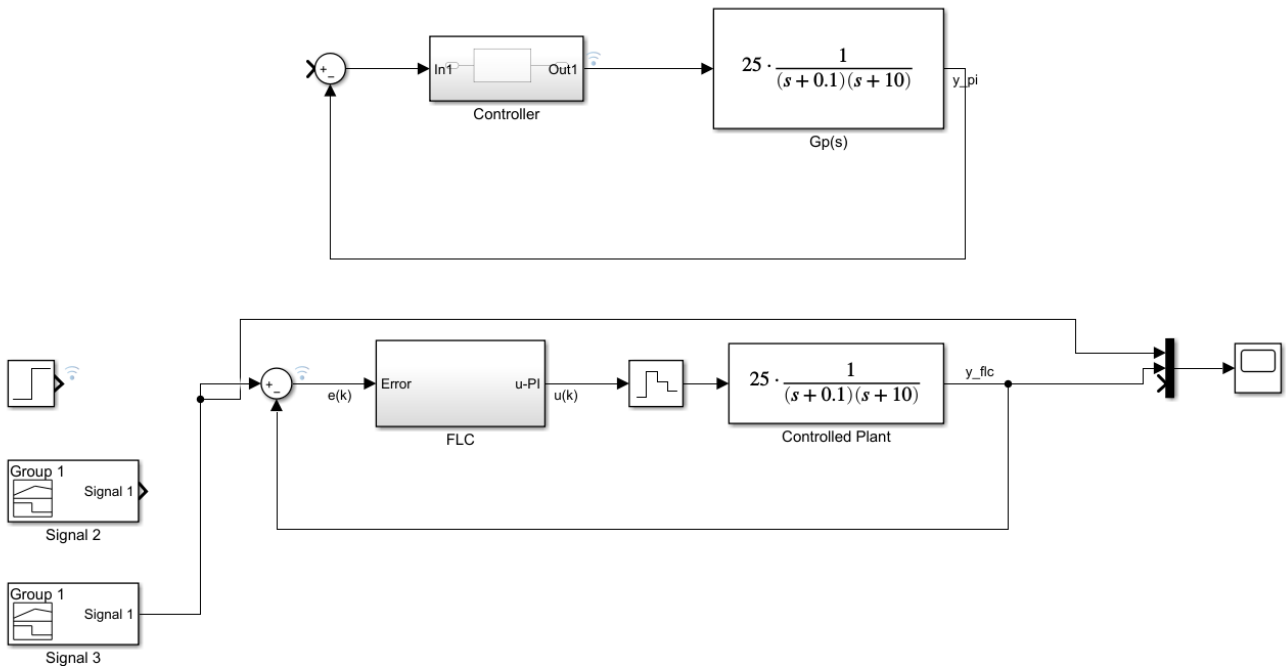 +
−
In1
Out1
Controller
25 · 1 / (s + 0.1)(s + 10)
y_pi
Gp(s)
+
−
e(k)
Error
u-PI
FLC
u(k)
25 · 1 / (s + 0.1)(s + 10)
Controlled Plant
y_flc
Group 1
Signal 1
Signal 2
Group 1
Signal 1
Signal 3